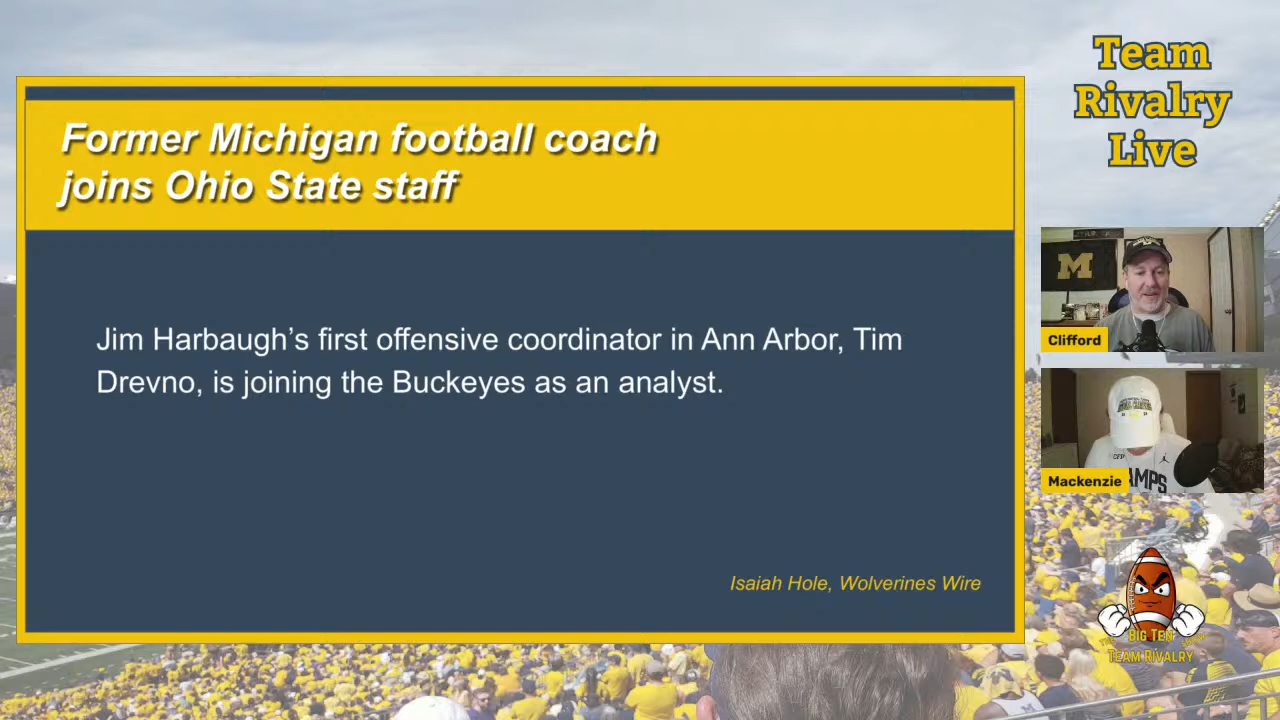 Former Michigan football coach
joins Ohio State staff
Jim Harbaugh’s first offensive coordinator in Ann Arbor, Tim
Drevno, is joining the Buckeyes as an analyst.
Isaiah Hole, Wolverines Wire
Team
Rivalry
Live
M
Clifford
Mackenzie
AMPS
BIG TEN
TEAM RIVALRY